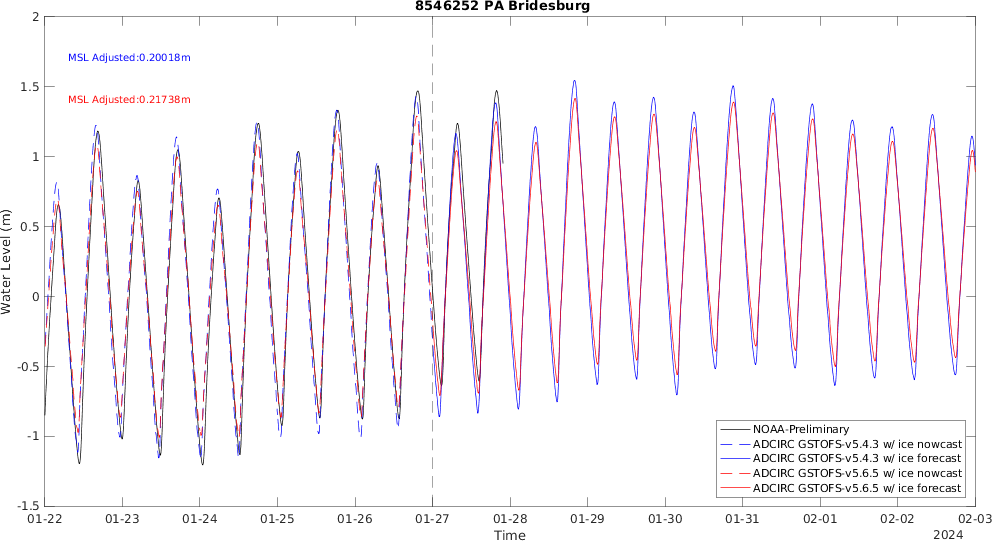 8546252 PA Bridesburg
2
MSL Adjusted:0.20018m
1.5
MSL Adjusted:0.21738m
1
0.5
Water Level (m)
0
-0.5
-1
NOAA-Preliminary
ADCIRC GSTOFS-v5.4.3 w/ ice nowcast
ADCIRC GSTOFS-v5.4.3 w/ ice forecast
ADCIRC GSTOFS-v5.6.5 w/ ice nowcast
ADCIRC GSTOFS-v5.6.5 w/ ice forecast
-1.5
01-22 01-23 01-24 01-25 01-26 01-27 01-28 01-29 01-30 01-31 02-01 02-02 02-03
Time 2024